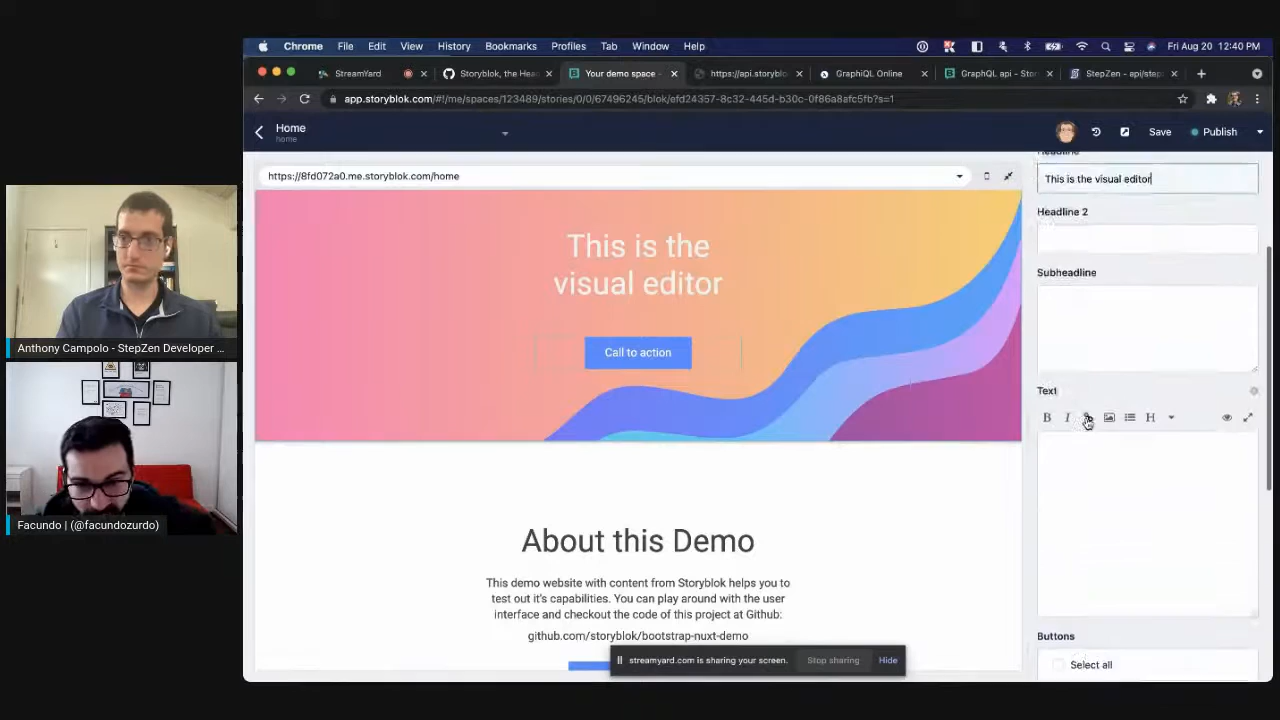 Chrome File Edit View History Bookmarks Profiles Tab Window Help Fri Aug 20 12:40 PM
StreamYard
Storyblok, the Hea
Your demo space -
https://api.storyblo
GraphiQL Online
GraphQL api - Stor
StepZen - api/step
app.storyblok.com/#!/me/spaces/123489/stories/0/0/67496245/blok/efd24357-8c32-445d-b30c-0f86a8afc5fb?s=1
Home
home
Save
Publish
https://8fd072a0.me.storyblok.com/home
Headline
This is the visual editor
Headline 2
Subheadline
Text
B I H
Buttons
Select all
This is the
visual editor
Call to action
About this Demo
This demo website with content from Storyblok helps you to
test out it's capabilities. You can play around with the user
interface and checkout the code of this project at Github:
github.com/storyblok/bootstrap-nuxt-demo
streamyard.com is sharing your screen. Stop sharing Hide
Anthony Campolo - StepZen Developer ...
Facundo | (@facundozurdo)